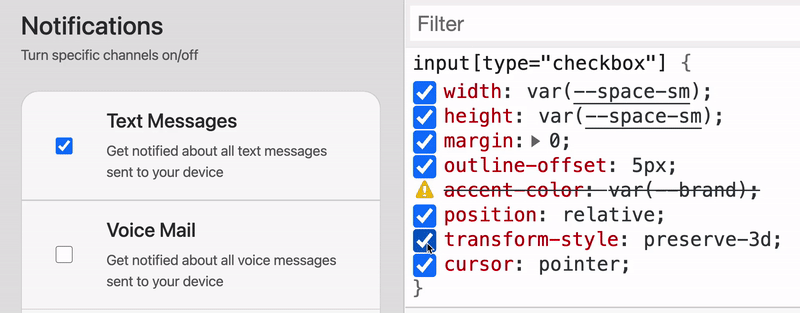 Notifications
Turn specific channels on/off
Text Messages
Get notified about all text messages
sent to your device
Voice Mail
Get notified about all voice messages
sent to your device
Filter
input[type="checkbox"] {
width: var(--space-sm);
height: var(--space-sm);
margin: 0;
outline-offset: 5px;
accent-color: var(--brand);
position: relative;
transform-style: preserve-3d;
cursor: pointer;
}